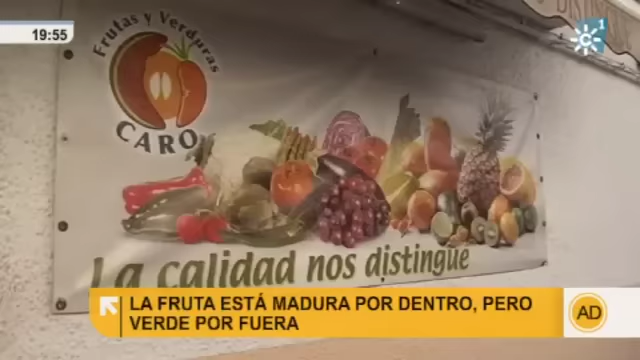 19:55
Frutas y Verduras
CARO
1
La calidad nos distingue
LA FRUTA ESTÁ MADURA POR DENTRO, PERO
VERDE POR FUERA
AD